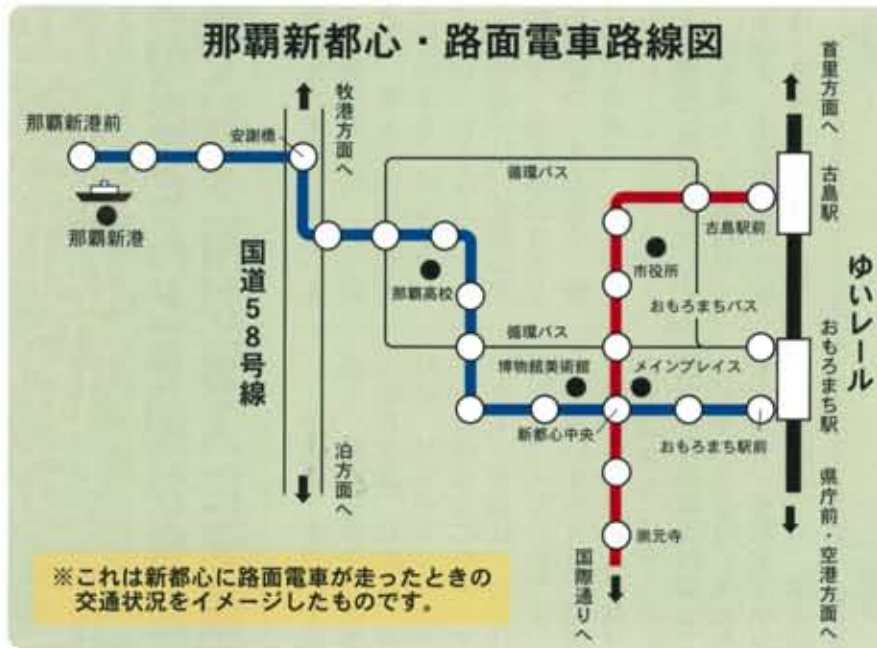 那覇新都心・路面電車路線図
首里方面へ
牧港方面へ
那覇新港前
安謝橋
循環バス
古島駅
古島駅前
那覇新港
国道58号線
市役所
那覇高校
ゆいレール
おもろまちバス
循環バス
博物館美術館
メインプレイス
おもろまち駅
新都心中央
おもろまち駅前
泊方面へ
県庁前・空港方面へ
崇元寺
国際通りへ
※これは新都心に路面電車が走ったときの
交通状況をイメージしたものです。